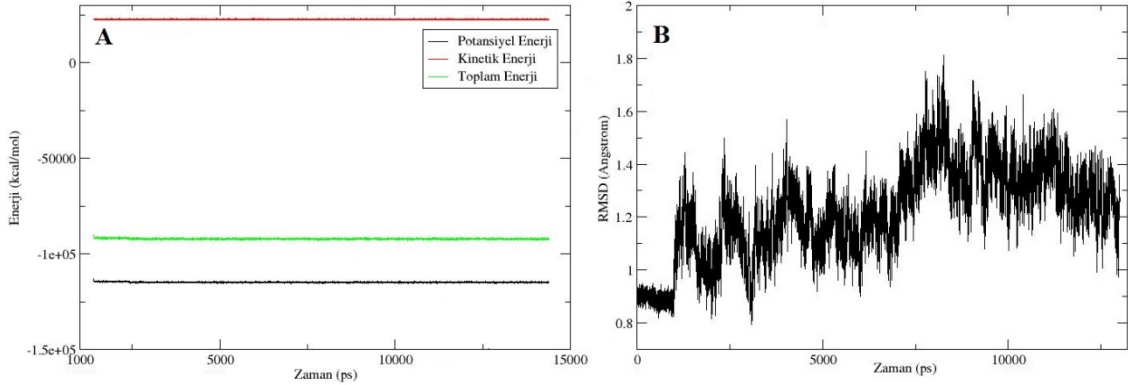 A
Potansiyel Enerji
Kinetik Enerji
Toplam Enerji
0
-50000
-1e+05
-1.5e+05
Enerji (kcal/mol)
1000
5000
10000
15000
Zaman (ps)
B
2
1.8
1.6
1.4
1.2
1
0.8
RMSD (Angstrom)
0
5000
10000
Zaman (ps)